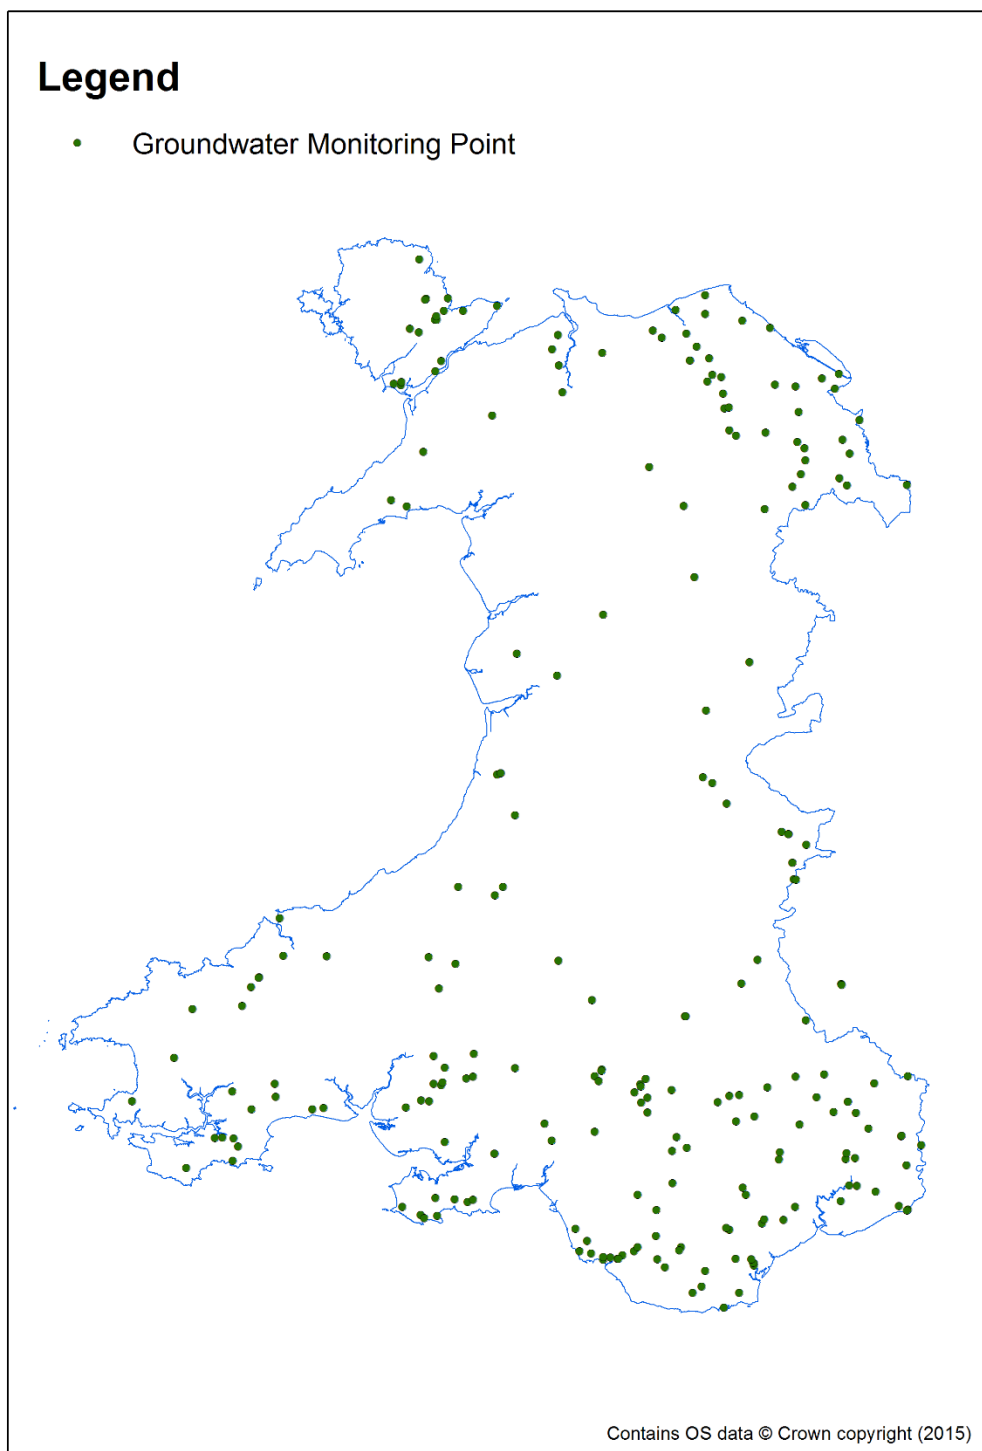 Legend
Groundwater Monitoring Point
Contains OS data © Crown copyright (2015)